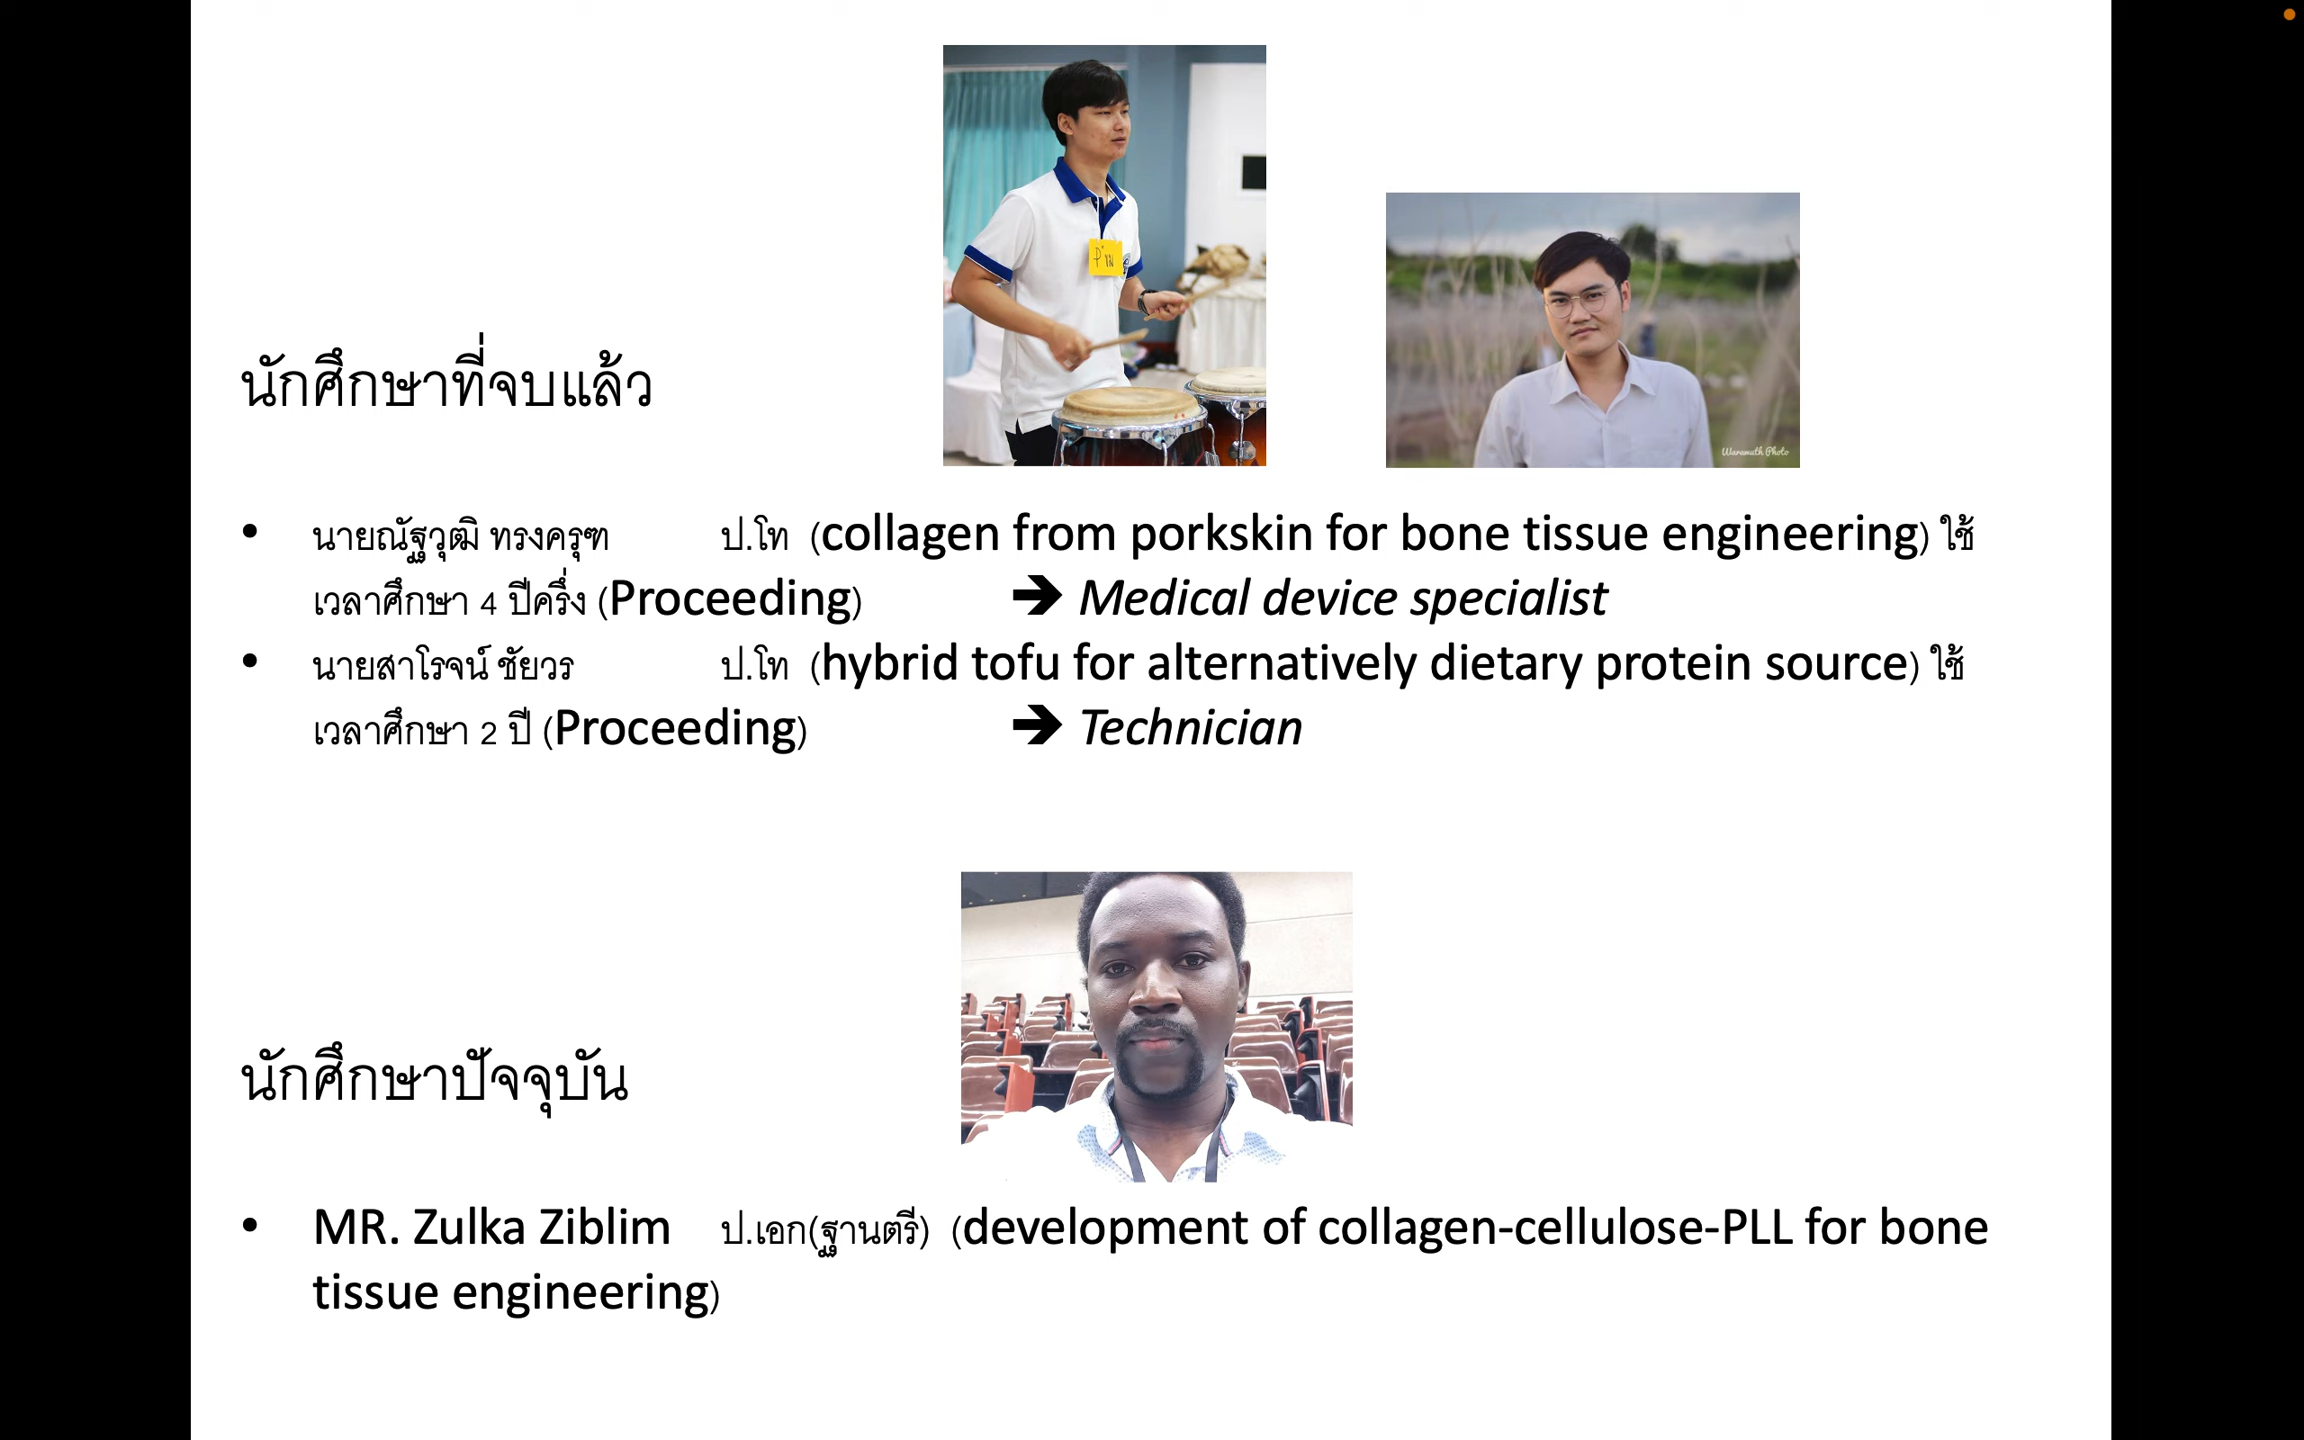 P'ขิม
Waramuth Photo
นักศึกษาที่จบแล้ว
• นายณัฐวุฒิ ทรงครุฑ ป.โท (collagen from porkskin for bone tissue engineering) ใช้
เวลาศึกษา 4 ปีครึ่ง (Proceeding) ➔ Medical device specialist
• นายสาโรจน์ ชัยวร ป.โท (hybrid tofu for alternatively dietary protein source) ใช้
เวลาศึกษา 2 ปี (Proceeding) ➔ Technician
นักศึกษาปัจจุบัน
• MR. Zulka Ziblim ป.เอก(ฐานตรี) (development of collagen-cellulose-PLL for bone
tissue engineering)